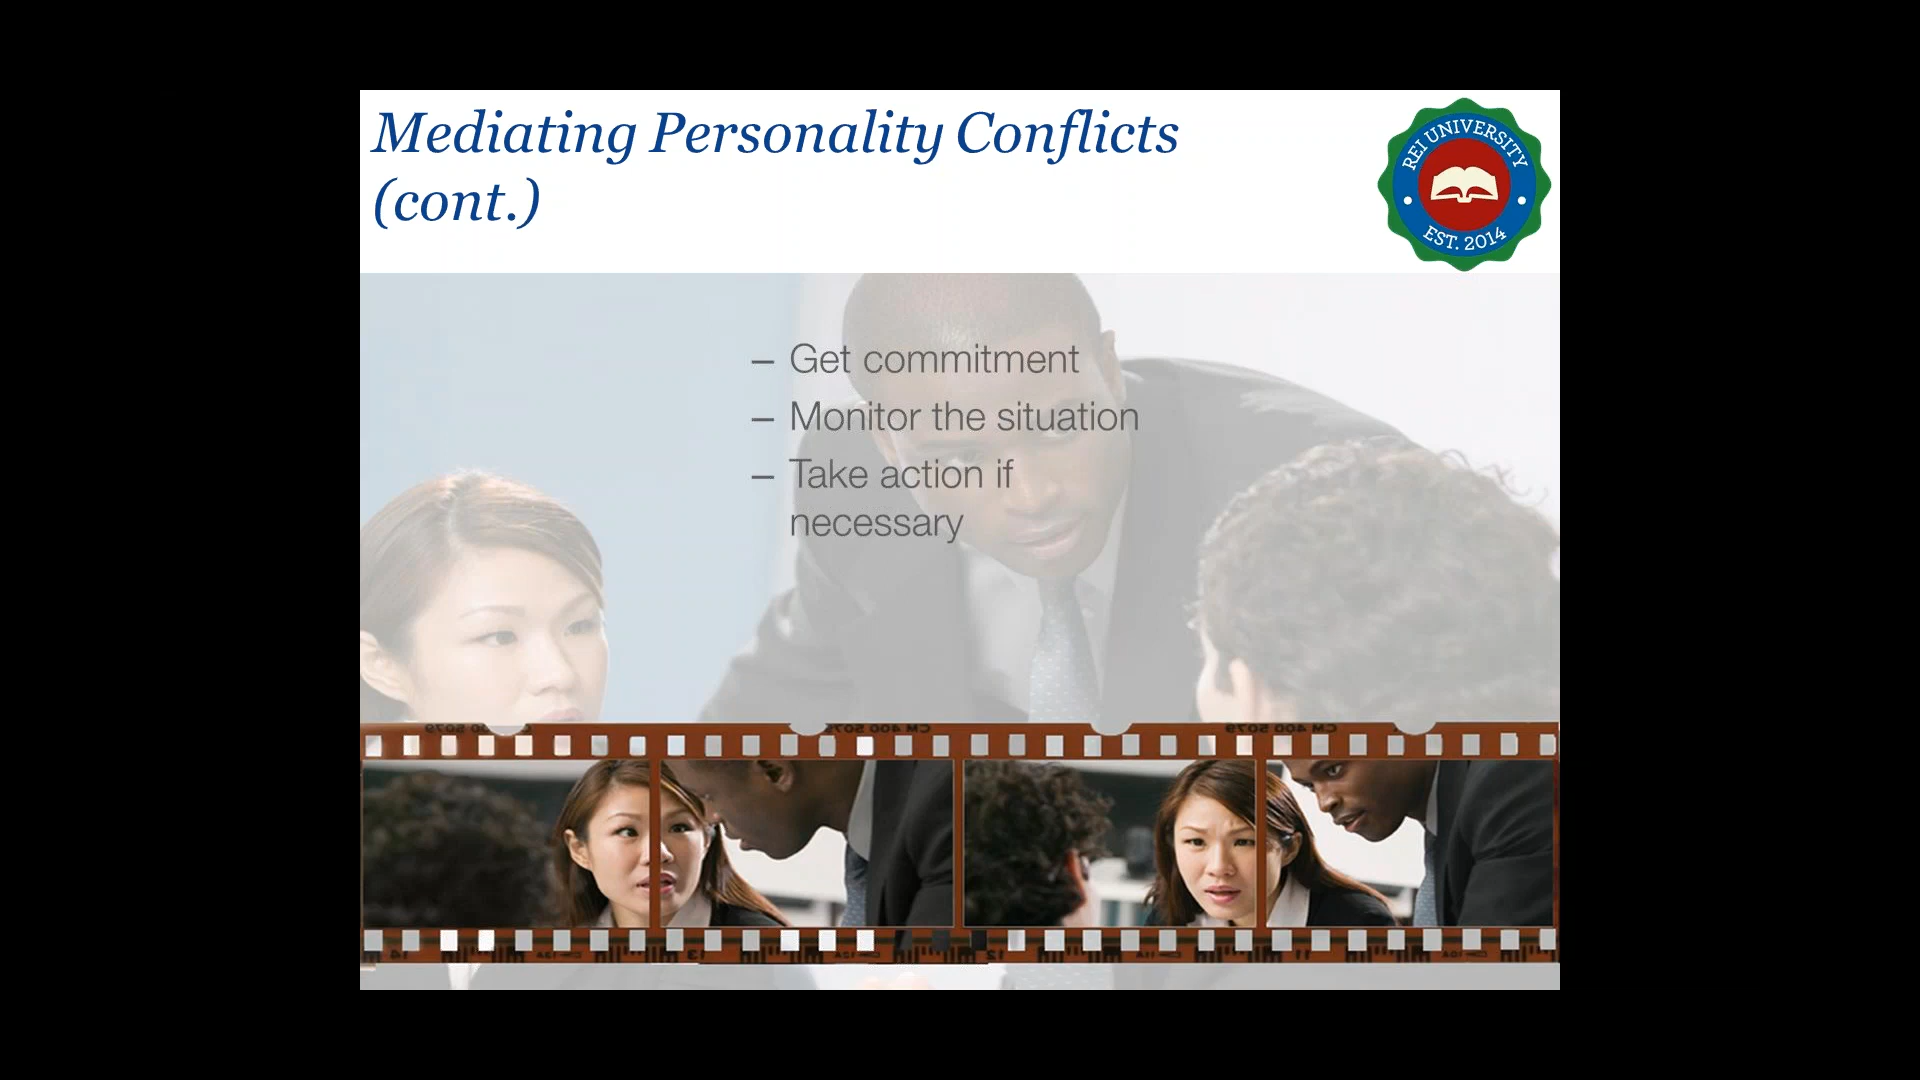 Mediating Personality Conflicts
(cont.)
REI UNIVERSITY
EST. 2014
– Get commitment
– Monitor the situation
– Take action if
necessary